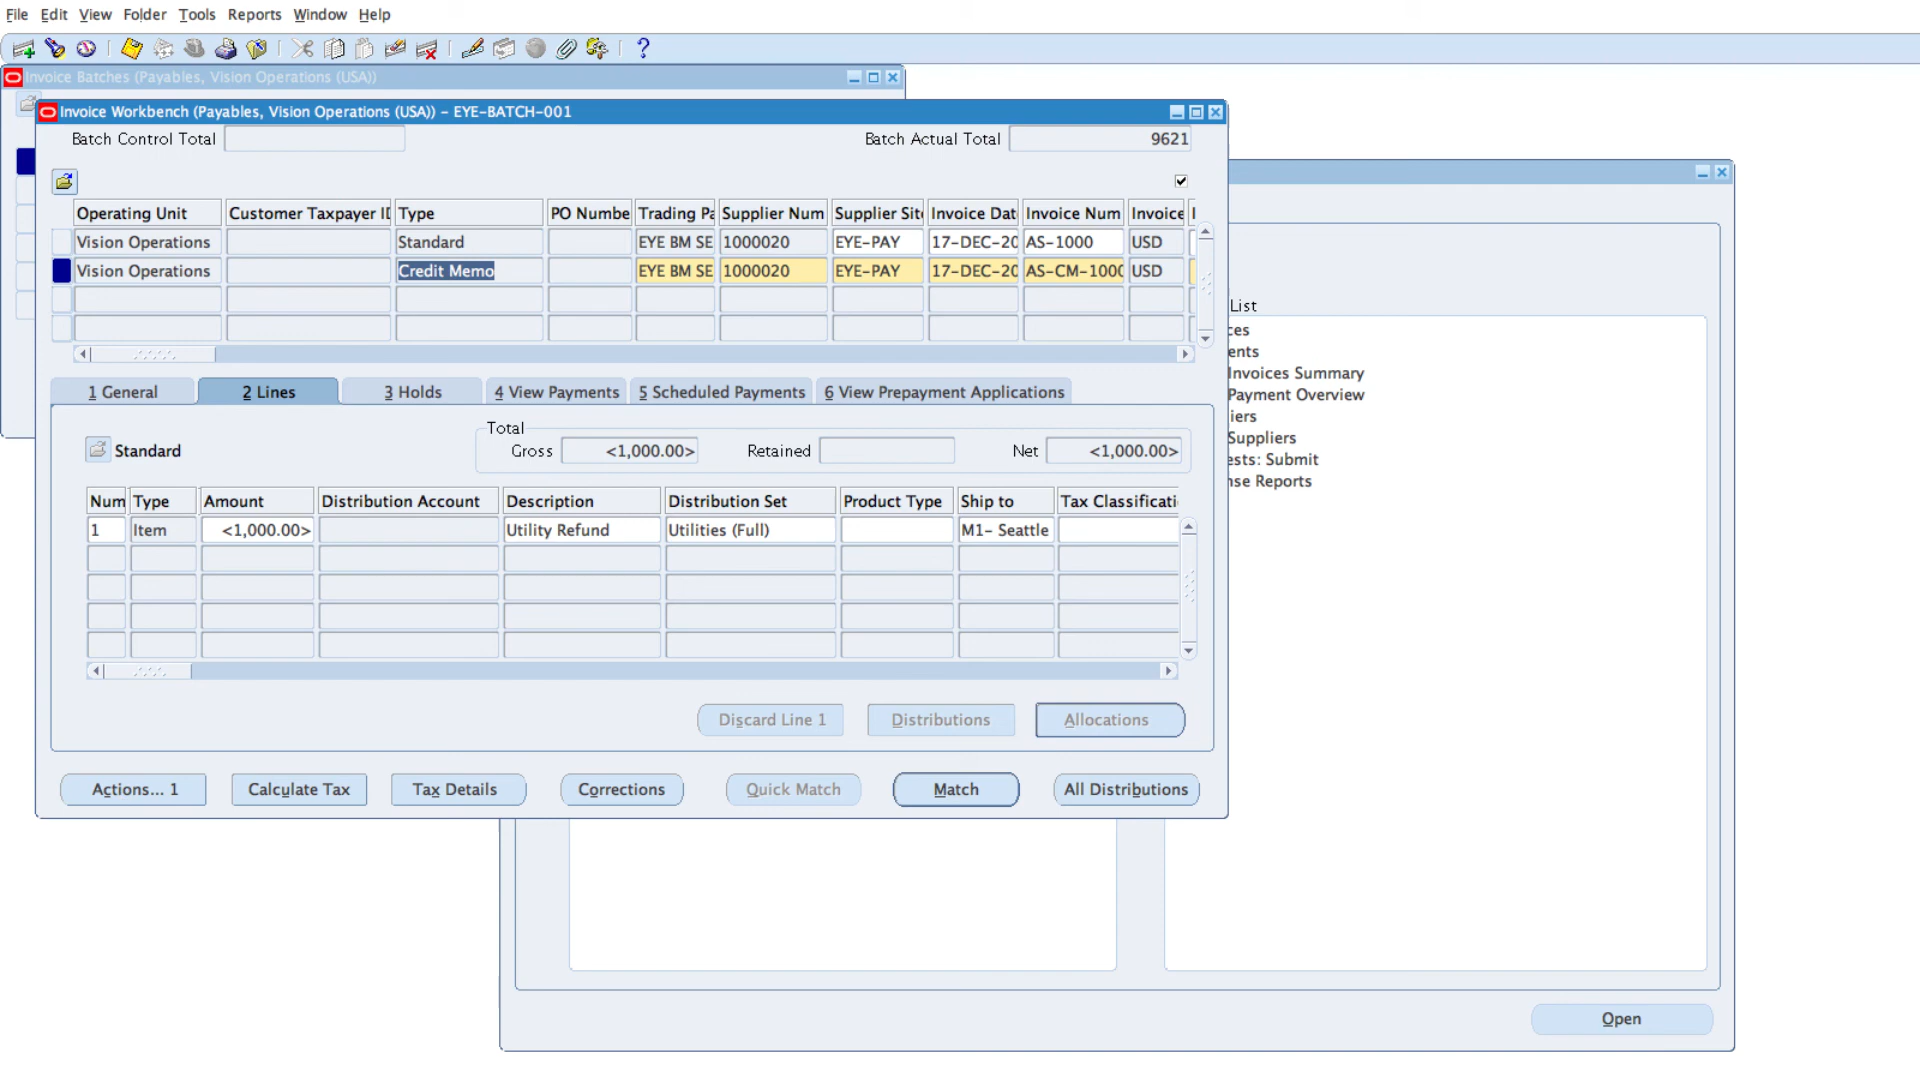 File Edit View Folder Tools Reports Window Help
Invoice Batches (Payables, Vision Operations (USA))
Invoice Workbench (Payables, Vision Operations (USA)) - EYE-BATCH-001
Batch Control Total Batch Actual Total 9621
Operating Unit Customer Taxpayer ID Type PO Numbe Trading Pa Supplier Num Supplier Site Invoice Dat Invoice Num Invoice
Vision Operations Standard EYE BM SE 1000020 EYE-PAY 17-DEC-20 AS-1000 USD
Vision Operations Credit Memo EYE BM SE 1000020 EYE-PAY 17-DEC-20 AS-CM-1000 USD
1 General 2 Lines 3 Holds 4 View Payments 5 Scheduled Payments 6 View Prepayment Applications
Total
Standard Gross <1,000.00> Retained Net <1,000.00>
Num Type Amount Distribution Account Description Distribution Set Product Type Ship to Tax Classificati
1 Item <1,000.00> Utility Refund Utilities (Full) M1- Seattle
Discard Line 1 Distributions Allocations
Actions... 1 Calculate Tax Tax Details Corrections Quick Match Match All Distributions
List
ces
ents
Invoices Summary
Payment Overview
iers
Suppliers
ests: Submit
nse Reports
Open